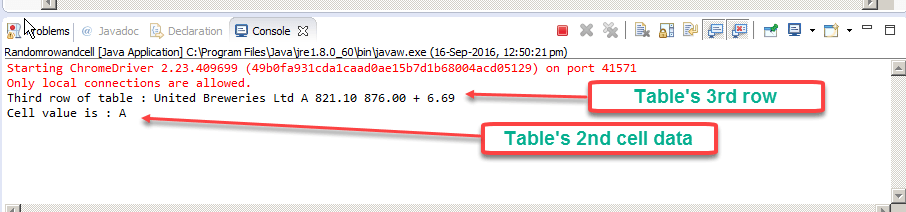 Problems @ Javadoc Declaration Console
Randomrowandcell [Java Application] C:\Program Files\Java\jre1.8.0_60\bin\javaw.exe (16-Sep-2016, 12:50:21 pm)
Starting ChromeDriver 2.23.409699 (49b0fa931cda1caad0ae15b7d1b68004acd05129) on port 41571
Only local connections are allowed.
Third row of table : United Breweries Ltd A 821.10 876.00 + 6.69
Table's 3rd row
Cell value is : A
Table's 2nd cell data